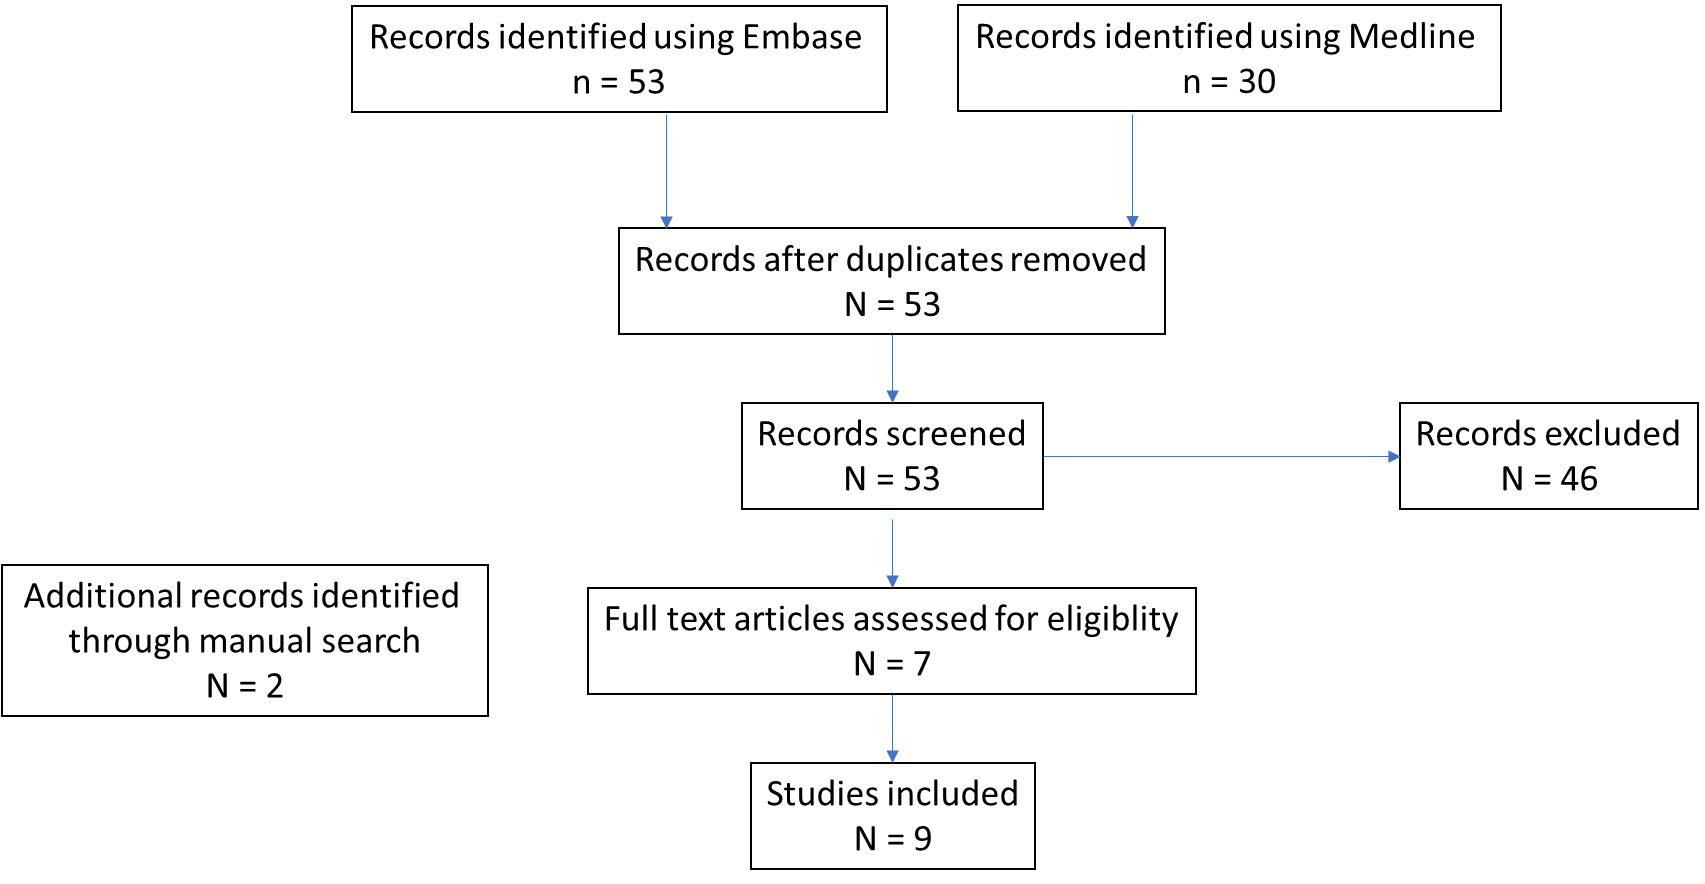 Records identified using Embase
n = 53
Records identified using Medline
n = 30
Records after duplicates removed
N = 53
Records screened
N = 53
Records excluded
N = 46
Additional records identified
through manual search
N = 2
Full text articles assessed for eligiblity
N = 7
Studies included
N = 9